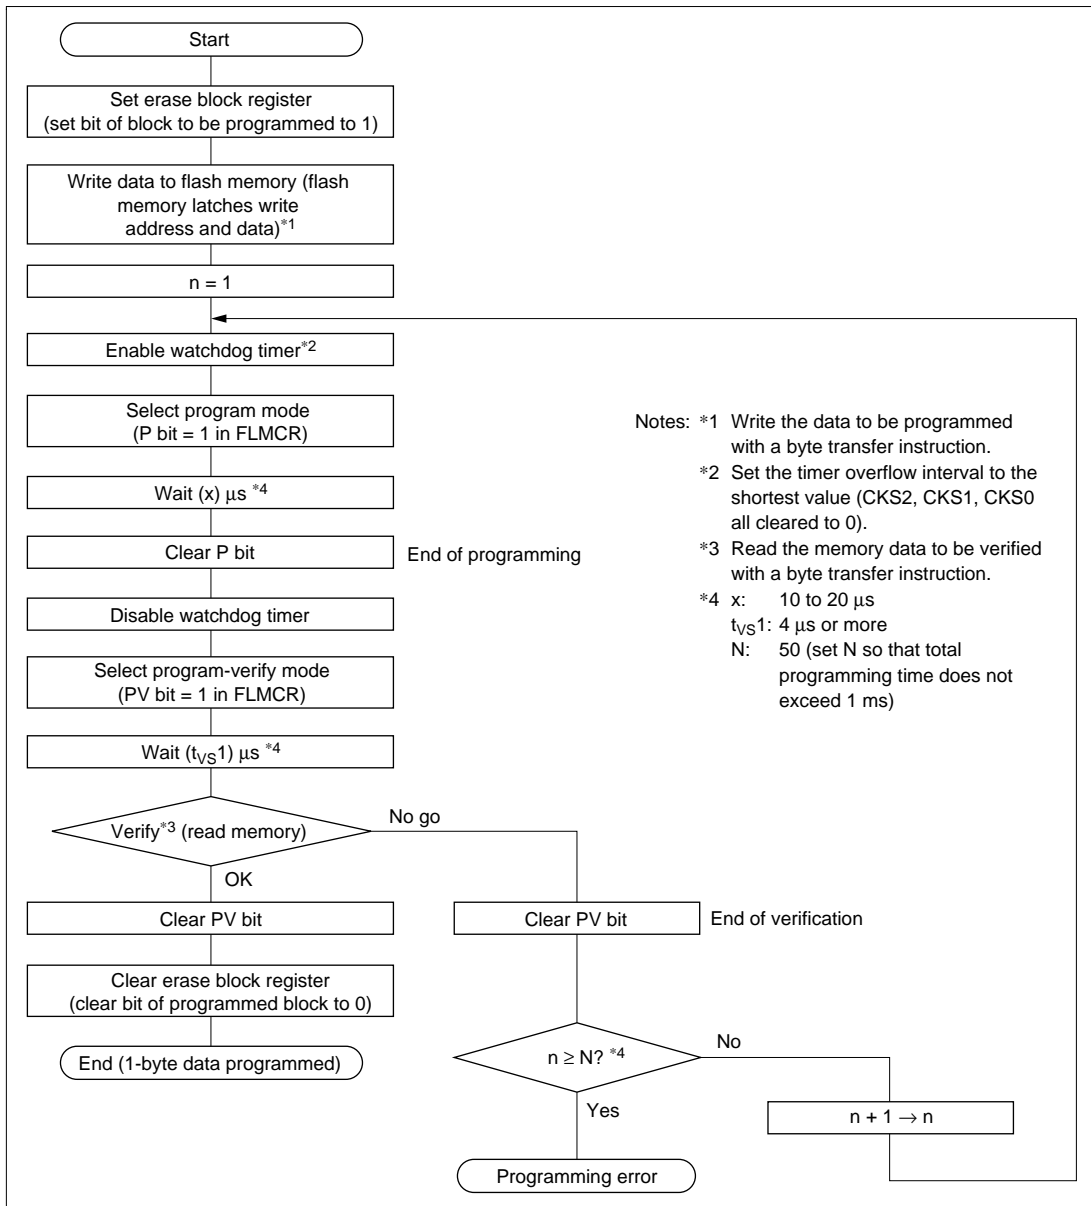 Start
Set erase block register
(set bit of block to be programmed to 1)
Write data to flash memory (flash
memory latches write
address and data)*1
n = 1
Enable watchdog timer*2
Select program mode
(P bit = 1 in FLMCR)
Wait (x) μs *4
Clear P bit
End of programming
Disable watchdog timer
Select program-verify mode
(PV bit = 1 in FLMCR)
Wait (tVS1) μs *4
Verify*3 (read memory)
No go
OK
Clear PV bit
Clear PV bit
End of verification
Clear erase block register
(clear bit of programmed block to 0)
End (1-byte data programmed)
n ≥ N? *4
No
Yes
n + 1 → n
Programming error
Notes: *1 Write the data to be programmed
with a byte transfer instruction.
*2 Set the timer overflow interval to the
shortest value (CKS2, CKS1, CKS0
all cleared to 0).
*3 Read the memory data to be verified
with a byte transfer instruction.
*4 x: 10 to 20 μs
tVS1: 4 μs or more
N: 50 (set N so that total
programming time does not
exceed 1 ms)